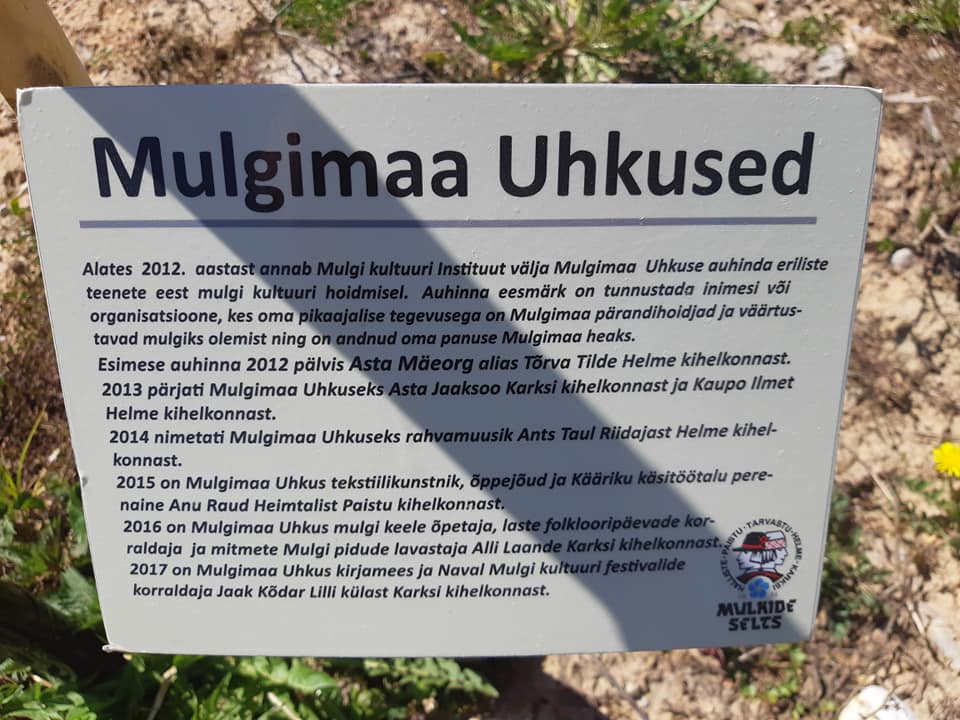 Mulgimaa Uhkused
Alates 2012. aastast annab Mulgi kultuuri Instituut välja Mulgimaa Uhkuse auhinda eriliste
teenete eest mulgi kultuuri hoidmisel. Auhinna eesmärk on tunnustada inimesi või
organisatsioone, kes oma pikaajalise tegevusega on Mulgimaa pärandihoidjad ja väärtus-
tavad mulgiks olemist ning on andnud oma panuse Mulgimaa heaks.
Esimese auhinna 2012 pälvis Asta Mäeorg alias Tõrva Tilde Helme kihelkonnast.
2013 pärjati Mulgimaa Uhkuseks Asta Jaaksoo Karksi kihelkonnast ja Kaupo Ilmet
Helme kihelkonnast.
2014 nimetati Mulgimaa Uhkuseks rahvamuusik Ants Taul Riidajast Helme kihel-
konnast.
2015 on Mulgimaa Uhkus tekstiilikunstnik, õppejõud ja Kääriku käsitöötalu pere-
naine Anu Raud Heimtalist Paistu kihelkonnast.
2016 on Mulgimaa Uhkus mulgi keele õpetaja, laste folklooripäevade kor-
raldaja ja mitmete Mulgi pidude lavastaja Alli Laande Karksi kihelkonnast.
2017 on Mulgimaa Uhkus kirjamees ja Naval Mulgi kultuuri festivalide
korraldaja Jaak Kõdar Lilli külast Karksi kihelkonnast.
HALLISTE·PAISTU·TARVASTU·HELME·KARKSI
MULKIDE
SELTS